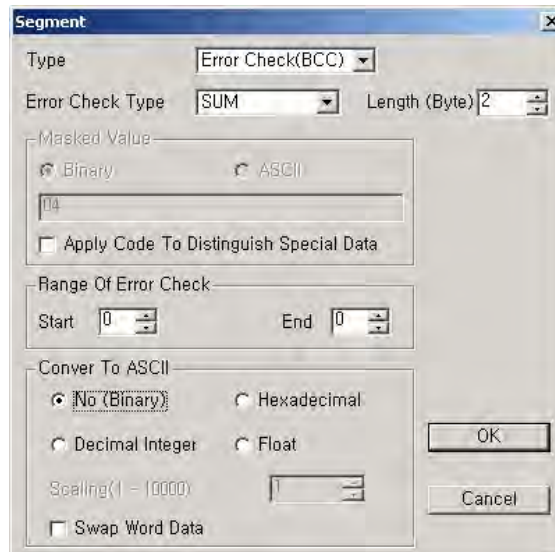 Segment
Type Error Check(BCC)
Error Check Type SUM Length (Byte) 2
Masked Value
Binary ASCII
04
Apply Code To Distinguish Special Data
Range Of Error Check
Start 0 End 0
Conver To ASCII
No (Binary) Hexadecimal
Decimal Integer Float
OK
Scaling(1 - 10000) 1
Cancel
Swap Word Data